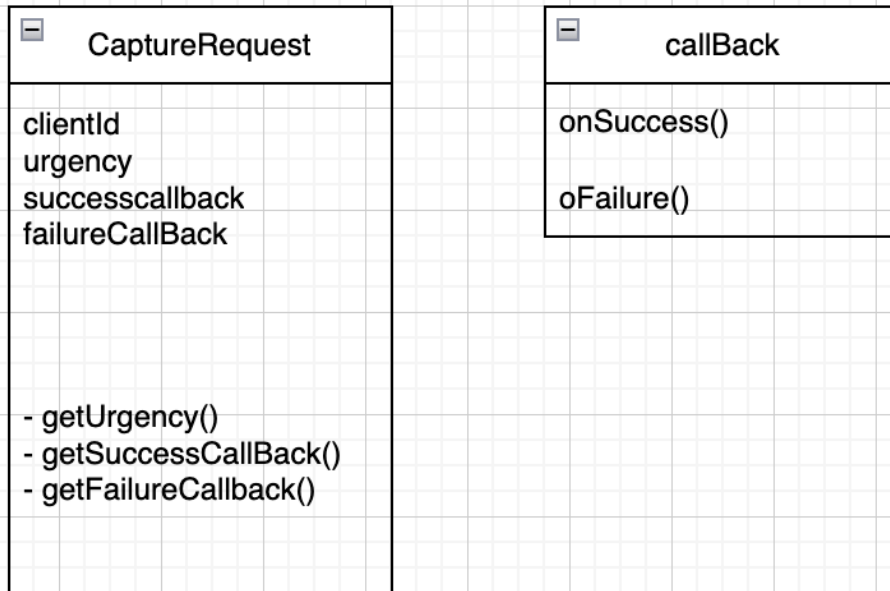 CaptureRequest
clientId
urgency
successcallback
failureCallBack
- getUrgency()
- getSuccessCallBack()
- getFailureCallback()
callBack
onSuccess()
oFailure()